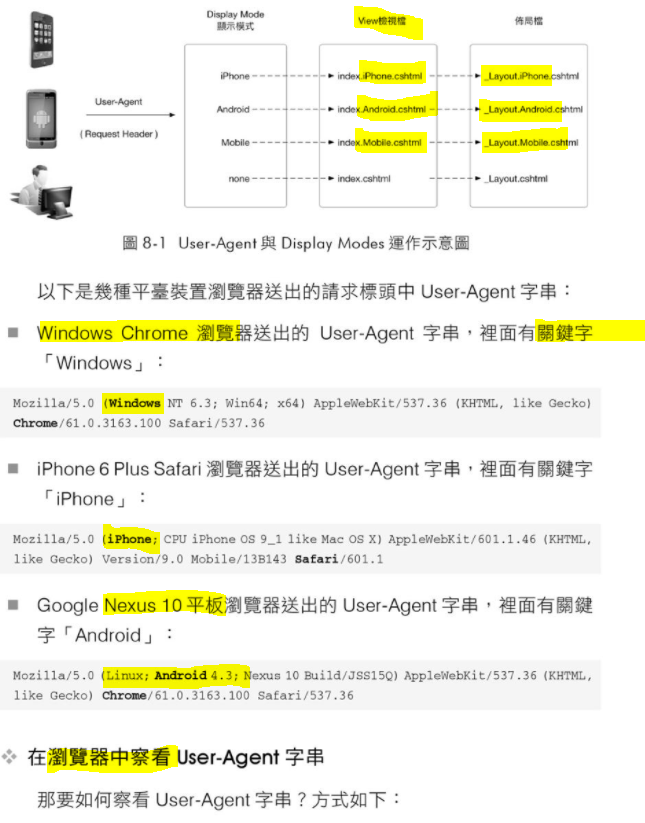 Display Mode
顯示模式
View檢視檔
佈局檔
User-Agent
( Request Header )
iPhone
index.iPhone.cshtml
_Layout.iPhone.cshtml
Android
index.Android.cshtml
_Layout.Android.cshtml
Mobile
index.Mobile.cshtml
_Layout.Mobile.cshtml
none
index.cshtml
_Layout.cshtml
圖 8-1 User-Agent 與 Display Modes 運作示意圖
以下是幾種平臺裝置瀏覽器送出的請求標頭中 User-Agent 字串：
■ Windows Chrome 瀏覽器送出的 User-Agent 字串，裡面有關鍵字
「Windows」：
Mozilla/5.0 (Windows NT 6.3; Win64; x64) AppleWebKit/537.36 (KHTML, like Gecko)
Chrome/61.0.3163.100 Safari/537.36
■ iPhone 6 Plus Safari 瀏覽器送出的 User-Agent 字串，裡面有關鍵字
「iPhone」：
Mozilla/5.0 (iPhone; CPU iPhone OS 9_1 like Mac OS X) AppleWebKit/601.1.46 (KHTML,
like Gecko) Version/9.0 Mobile/13B143 Safari/601.1
■ Google Nexus 10 平板瀏覽器送出的 User-Agent 字串，裡面有關鍵
字「Android」：
Mozilla/5.0 (Linux; Android 4.3; Nexus 10 Build/JSS15Q) AppleWebKit/537.36 (KHTML,
like Gecko) Chrome/61.0.3163.100 Safari/537.36
❖ 在瀏覽器中察看 User-Agent 字串
那要如何察看 User-Agent 字串？方式如下：